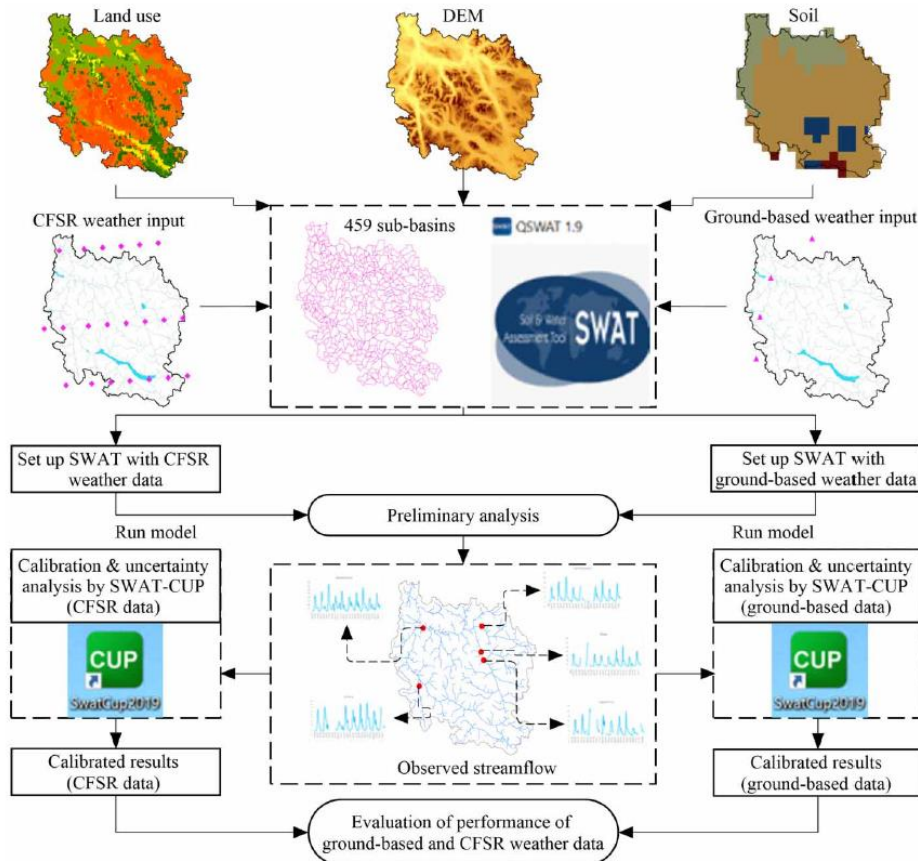 Land use
DEM
Soil
CFSR weather input
459 sub-basins
SWAT
QSWAT 1.9
Ground-based weather input
Soil & Water
Assessment Tool
SWAT
Set up SWAT with CFSR
weather data
Set up SWAT with
ground-based weather data
Preliminary analysis
Run model
Run model
Calibration & uncertainty
analysis by SWAT-CUP
(CFSR data)
Calibration & uncertainty
analysis by SWAT-CUP
(ground-based data)
CUP
SwatCup2019
CUP
SwatCup2019
Observed streamflow
Calibrated results
(CFSR data)
Calibrated results
(ground-based data)
Evaluation of performance of
ground-based and CFSR weather data